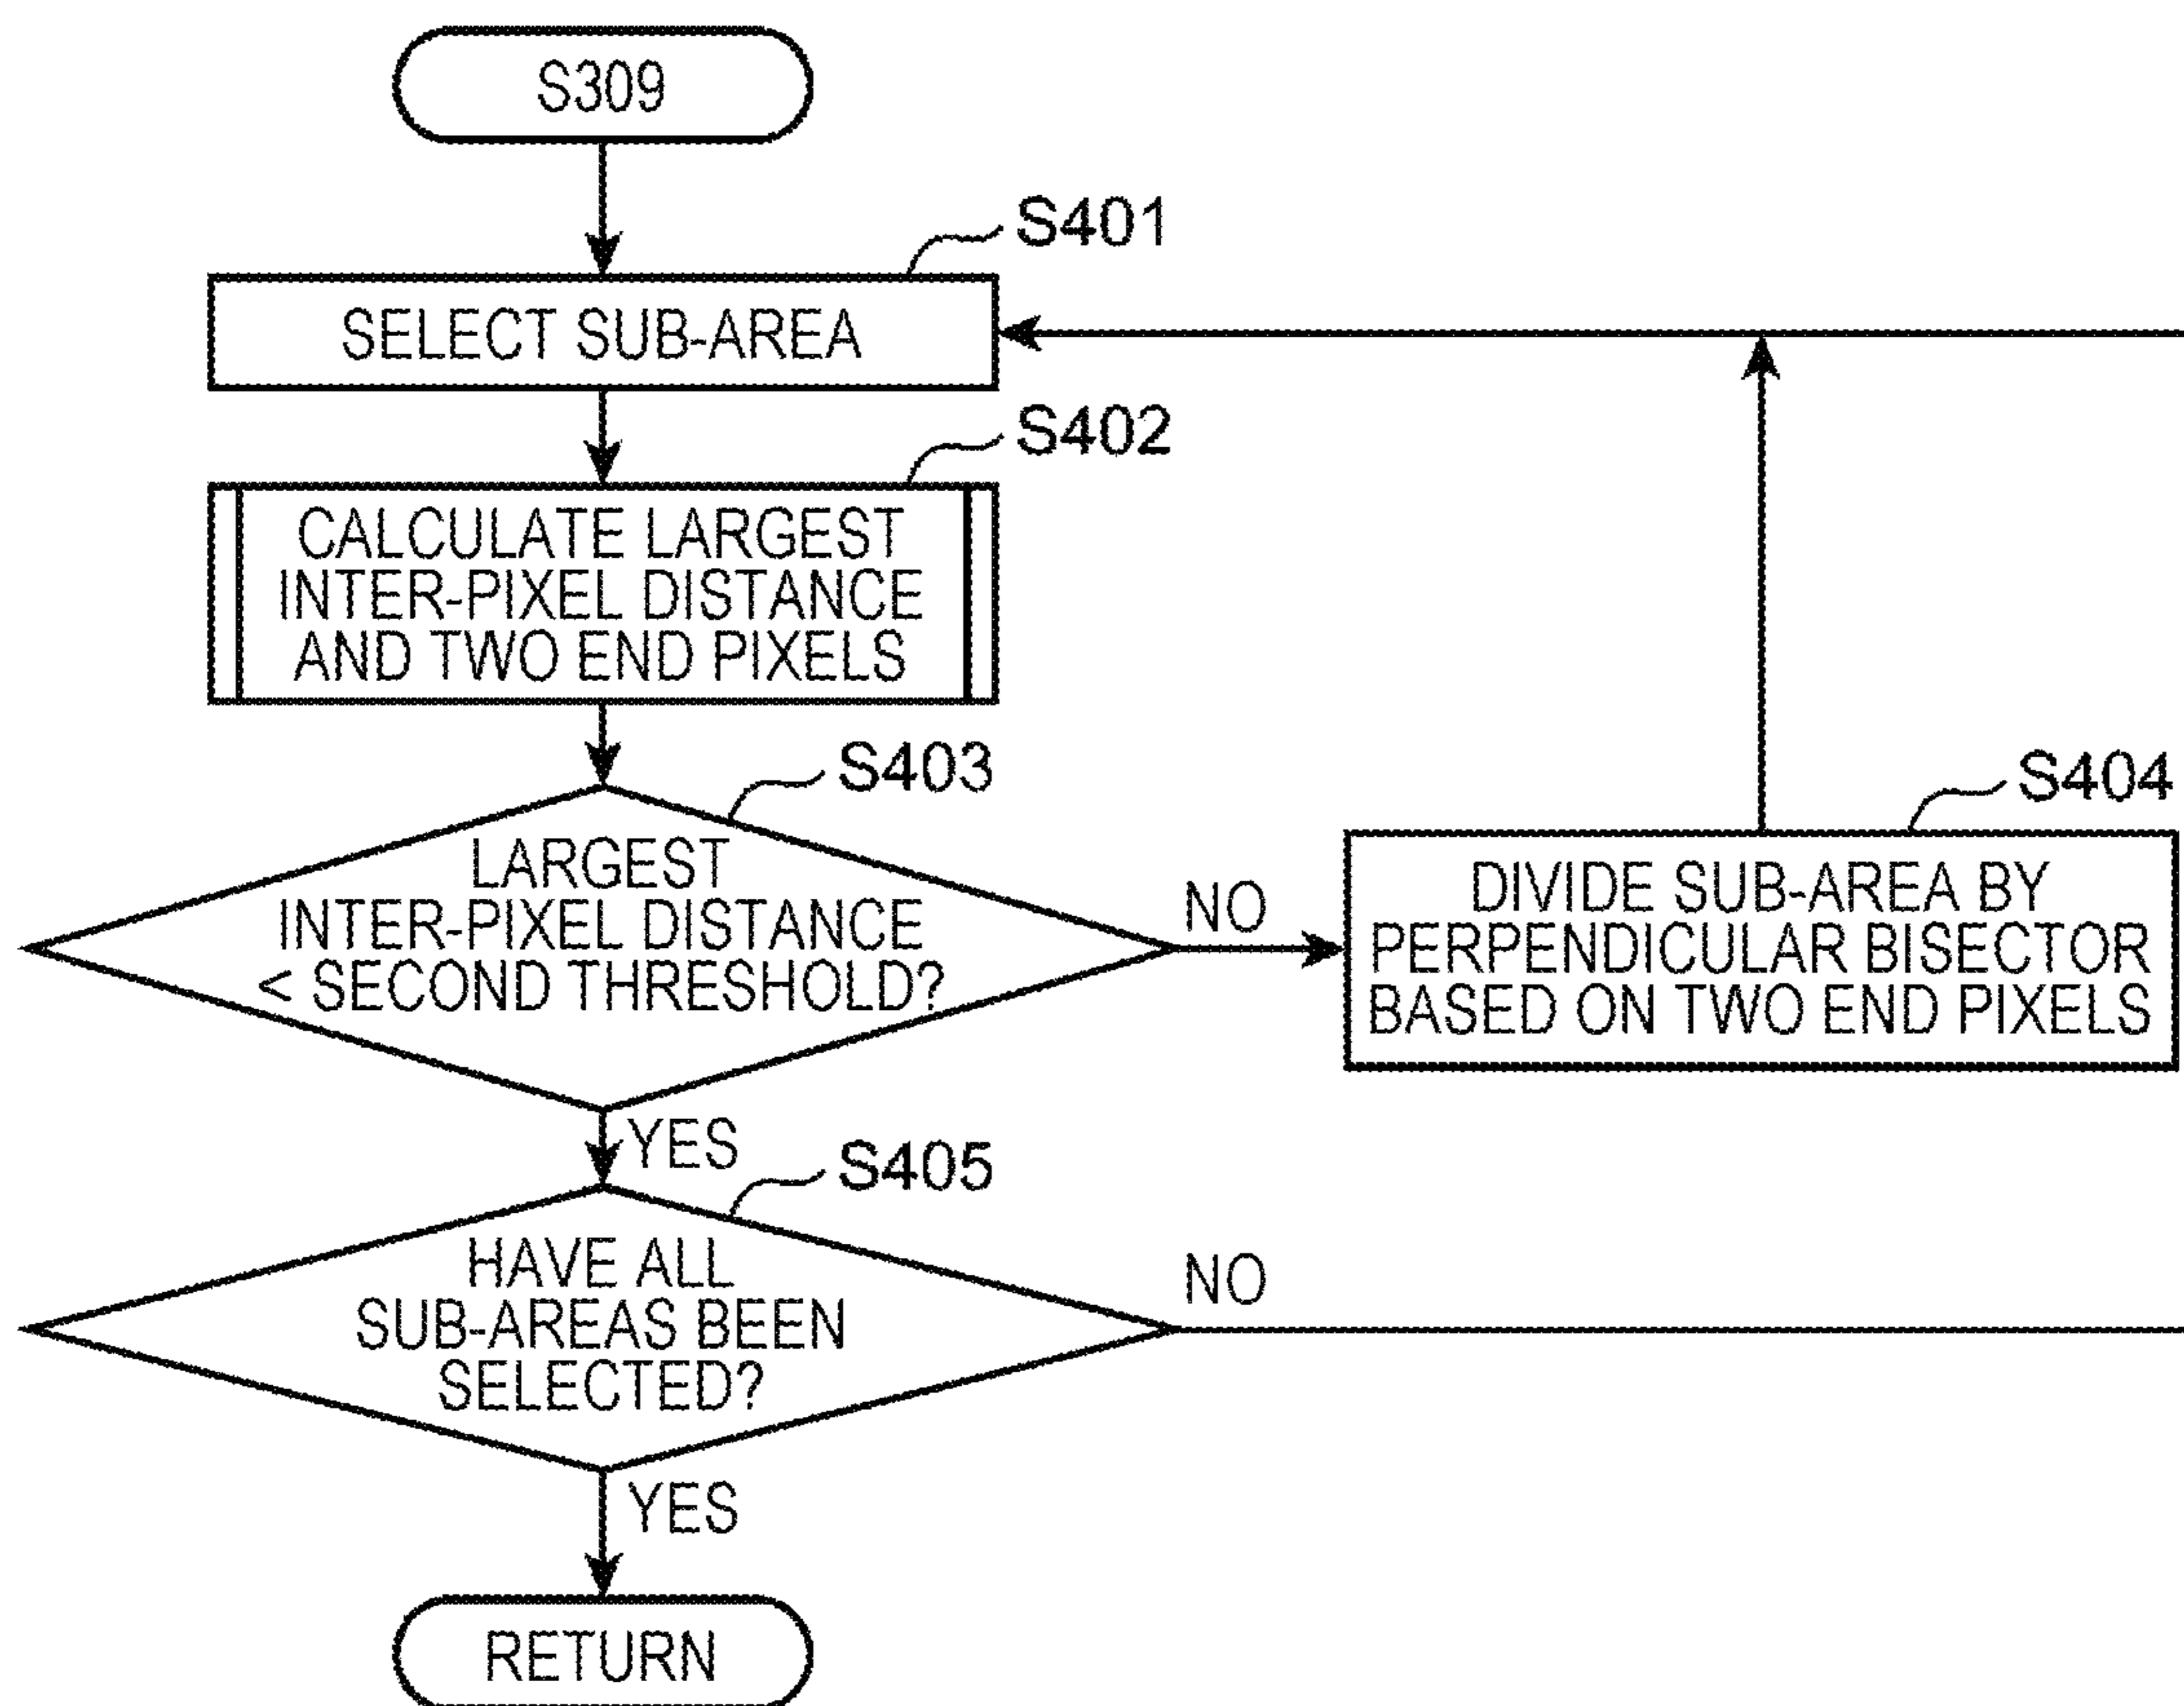 S309
S401
SELECT SUB-AREA
S402
CALCULATE LARGEST
INTER-PIXEL DISTANCE
AND TWO END PIXELS
S403
LARGEST
INTER-PIXEL DISTANCE
< SECOND THRESHOLD?
NO
S404
DIVIDE SUB-AREA BY
PERPENDICULAR BISECTOR
BASED ON TWO END PIXELS
YES
S405
HAVE ALL
SUB-AREAS BEEN
SELECTED?
NO
YES
RETURN